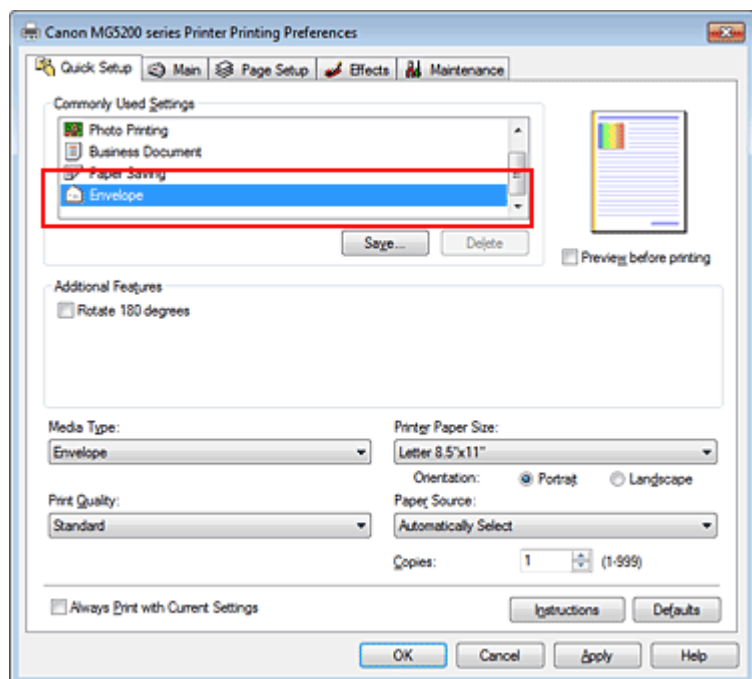 Canon MG5200 series Printer Printing Preferences
Quick Setup Main Page Setup Effects Maintenance
Commonly Used Settings
Photo Printing
Business Document
Paper Saving
Envelope
Save... Delete
Preview before printing
Additional Features
Rotate 180 degrees
Media Type: Printer Paper Size:
Envelope Letter 8.5"x11"
Orientation: Portrait Landscape
Print Quality: Paper Source:
Standard Automatically Select
Copies: 1 (1-999)
Always Print with Current Settings Instructions Defaults
OK Cancel Apply Help